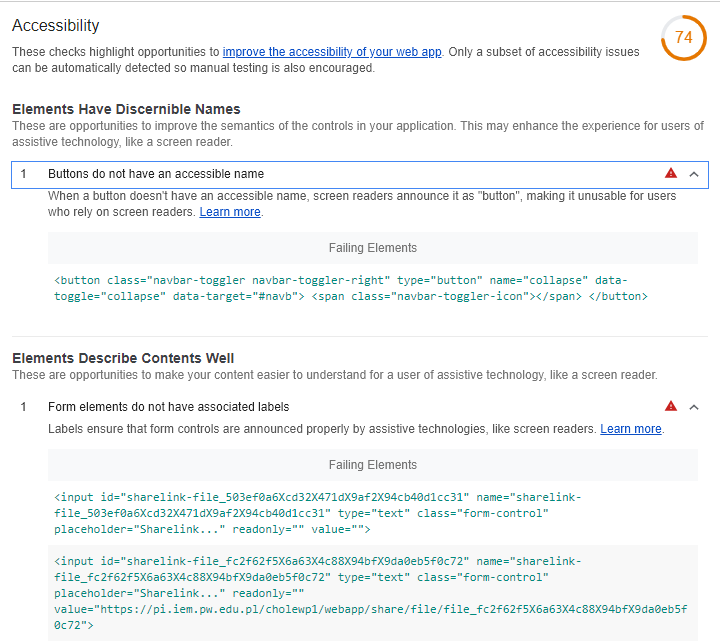 Accessibility
74
These checks highlight opportunities to improve the accessibility of your web app. Only a subset of accessibility issues
can be automatically detected so manual testing is also encouraged.
Elements Have Discernible Names
These are opportunities to improve the semantics of the controls in your application. This may enhance the experience for users of
assistive technology, like a screen reader.
1 Buttons do not have an accessible name
When a button doesn't have an accessible name, screen readers announce it as "button", making it unusable for users
who rely on screen readers. Learn more.
Failing Elements
<button class="navbar-toggler navbar-toggler-right" type="button" name="collapse" data-
toggle="collapse" data-target="#navb"> <span class="navbar-toggler-icon"></span> </button>
Elements Describe Contents Well
These are opportunities to make your content easier to understand for a user of assistive technology, like a screen reader.
1 Form elements do not have associated labels
Labels ensure that form controls are announced properly by assistive technologies, like screen readers. Learn more.
Failing Elements
<input id="sharelink-file_503ef0a6Xcd32X471dX9af2X94cb40d1cc31" name="sharelink-
file_503ef0a6Xcd32X471dX9af2X94cb40d1cc31" type="text" class="form-control"
placeholder="Sharelink..." readonly="" value="">
<input id="sharelink-file_fc2f62f5X6a63X4c88X94bfX9da0eb5f0c72" name="sharelink-
file_fc2f62f5X6a63X4c88X94bfX9da0eb5f0c72" type="text" class="form-control"
placeholder="Sharelink..." readonly=""
value="https://pi.iem.pw.edu.pl/cholewp1/webapp/share/file/file_fc2f62f5X6a63X4c88X94bfX9da0eb5f
0c72">